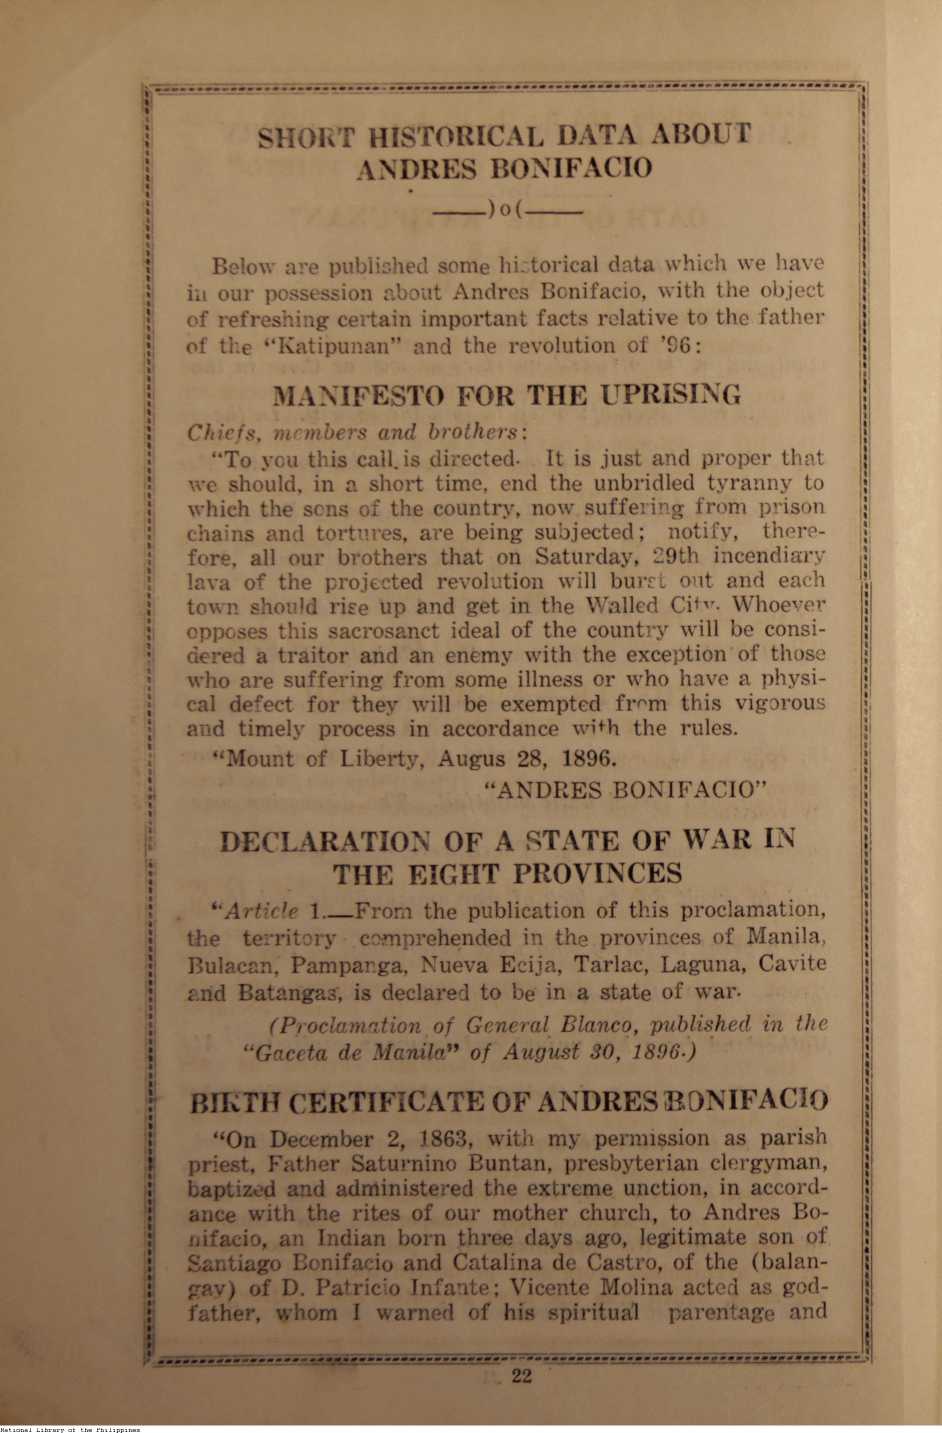 SHORT HISTORICAL DATA ABOUT
ANDRES BONIFACIO
——)o(——
Below are published some historical data which we have
in our possession about Andres Bonifacio, with the object
of refreshing certain important facts relative to the father
of the “Katipunan” and the revolution of ’96:
MANIFESTO FOR THE UPRISING
Chiefs, members and brothers:
“To you this call is directed. It is just and proper that
we should, in a short time, end the unbridled tyranny to
which the sons of the country, now suffering from prison
chains and tortures, are being subjected; notify, there-
fore, all our brothers that on Saturday, 29th incendiary
lava of the projected revolution will burst out and each
town should rise up and get in the Walled City. Whoever
opposes this sacrosanct ideal of the country will be consi-
dered a traitor and an enemy with the exception of those
who are suffering from some illness or who have a physi-
cal defect for they will be exempted from this vigorous
and timely process in accordance with the rules.
“Mount of Liberty, Augus 28, 1896.
“ANDRES BONIFACIO”
DECLARATION OF A STATE OF WAR IN
THE EIGHT PROVINCES
“Article 1.—From the publication of this proclamation,
the territory comprehended in the provinces of Manila,
Bulacan, Pampanga, Nueva Ecija, Tarlac, Laguna, Cavite
and Batangas, is declared to be in a state of war.
(Proclamation of General Blanco, published in the
“Gaceta de Manila” of August 30, 1896.)
BIRTH CERTIFICATE OF ANDRES BONIFACIO
“On December 2, 1863, with my permission as parish
priest, Father Saturnino Buntan, presbyterian clergyman,
baptized and administered the extreme unction, in accord-
ance with the rites of our mother church, to Andres Bo-
nifacio, an Indian born three days ago, legitimate son of
Santiago Bonifacio and Catalina de Castro, of the (balan-
gay) of D. Patricio Infante; Vicente Molina acted as god-
father, whom I warned of his spiritual parentage and
22
National Library of the Philippines